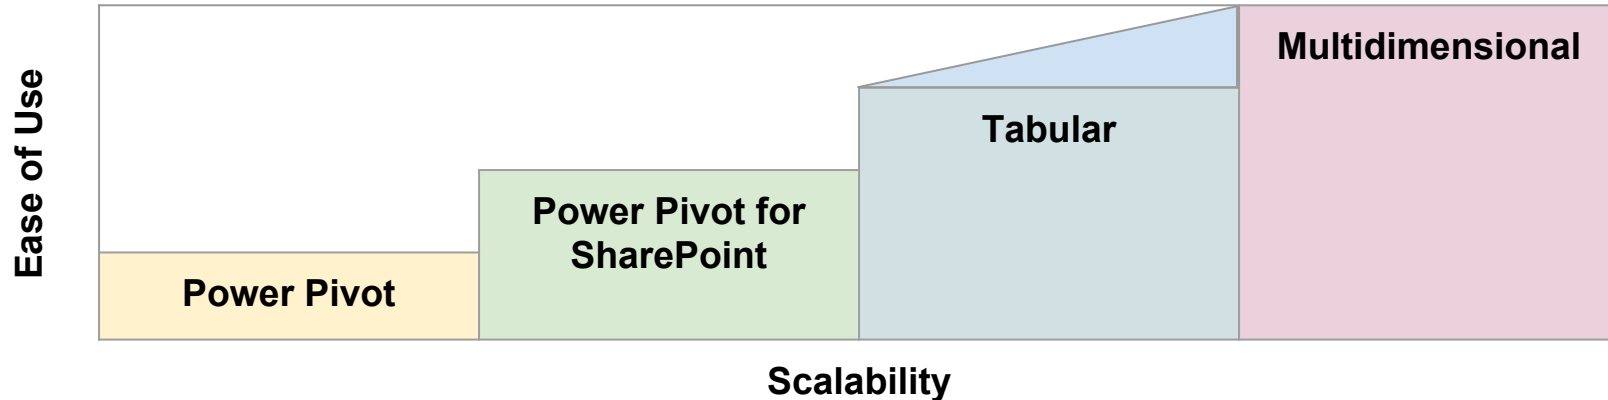 Ease of Use
Multidimensional
Tabular
Power Pivot for
SharePoint
Power Pivot
Scalability